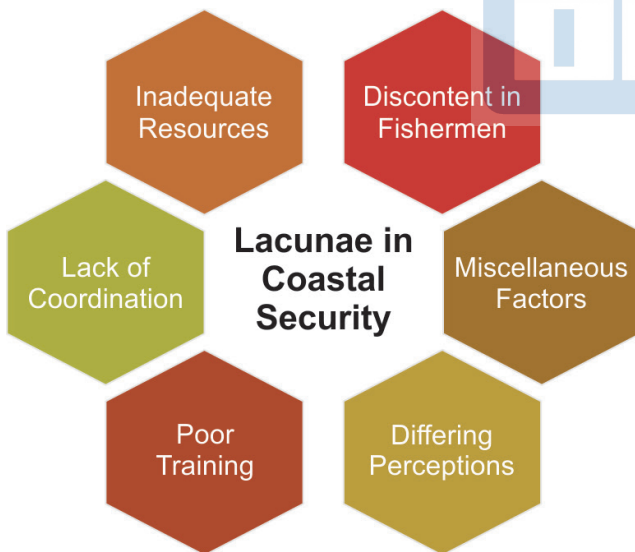 Inadequate
Resources
Discontent in
Fishermen
Lack of
Coordination
Lacunae in
Coastal
Security
Miscellaneous
Factors
Poor
Training
Differing
Perceptions